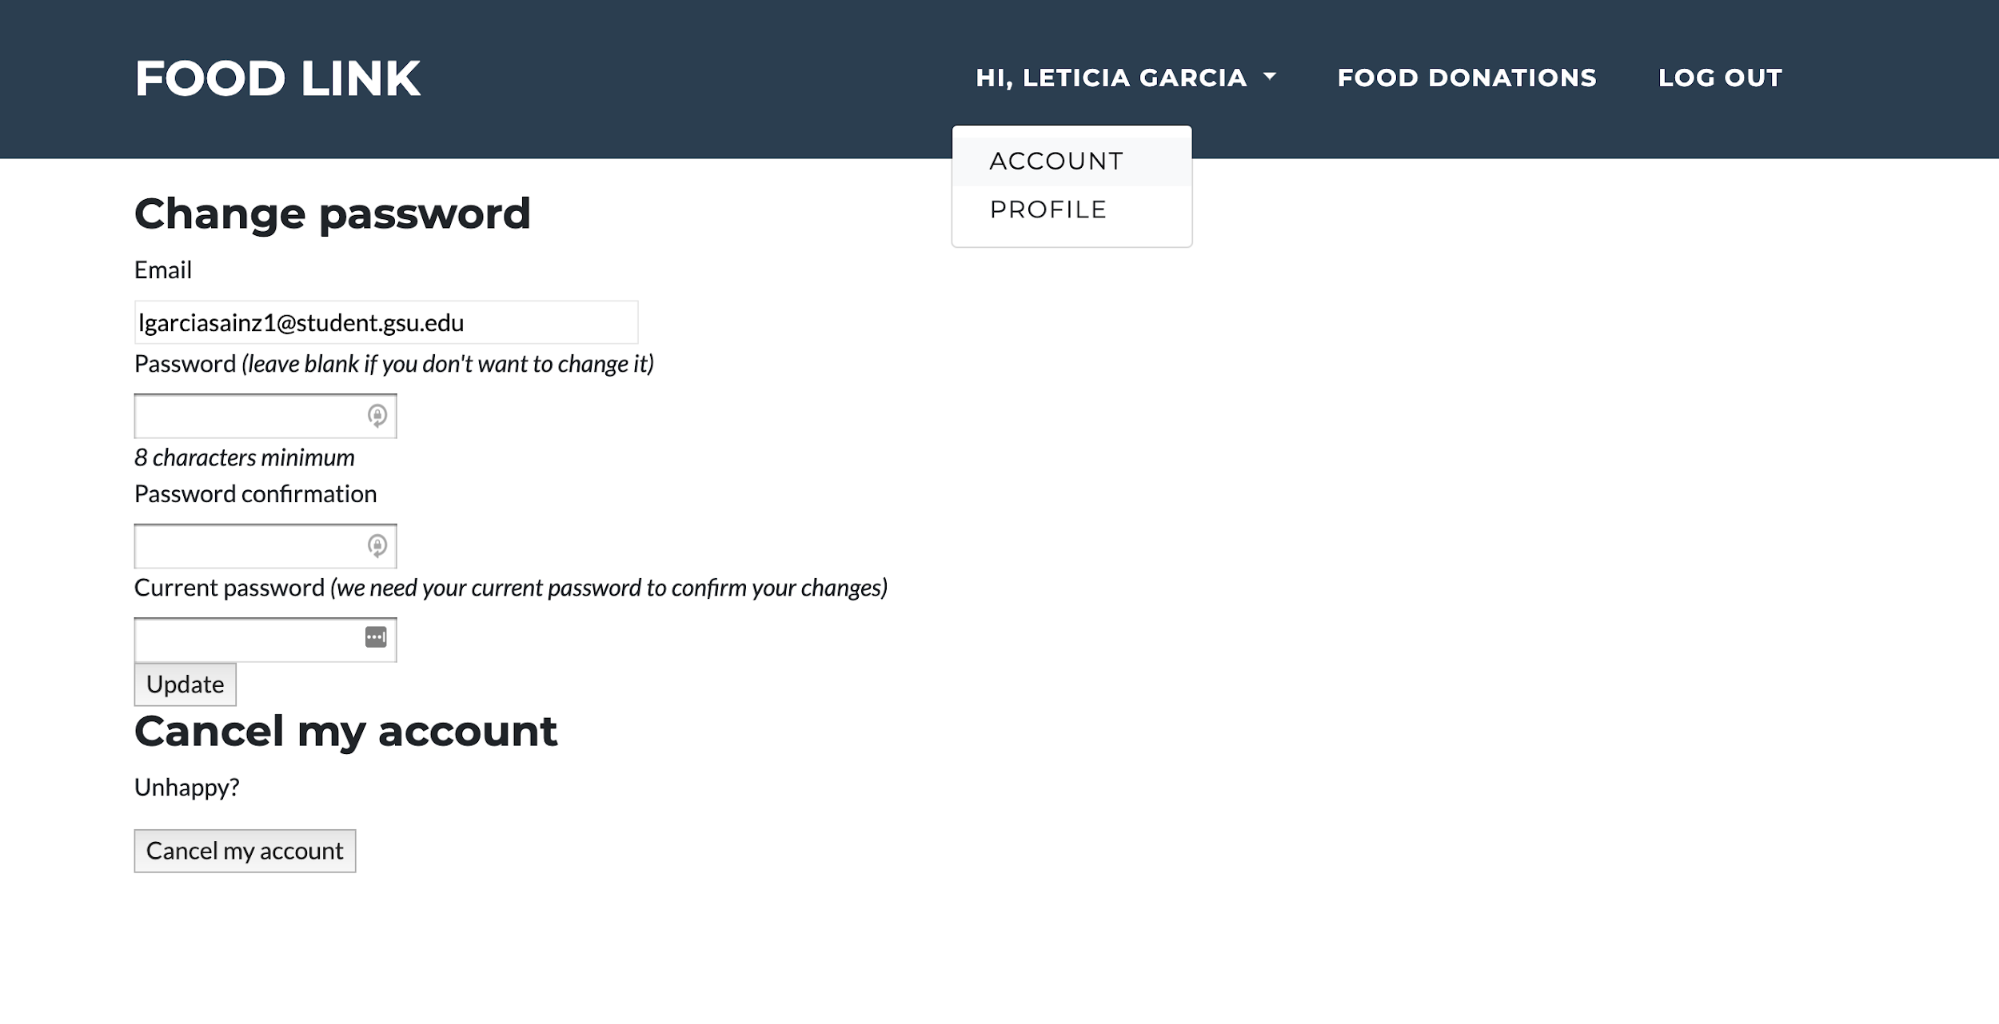 FOOD LINK
HI, LETICIA GARCIA
FOOD DONATIONS
LOG OUT
ACCOUNT
PROFILE
Change password
Email
lgarciasainz1@student.gsu.edu
Password (leave blank if you don't want to change it)
8 characters minimum
Password confirmation
Current password (we need your current password to confirm your changes)
Update
Cancel my account
Unhappy?
Cancel my account